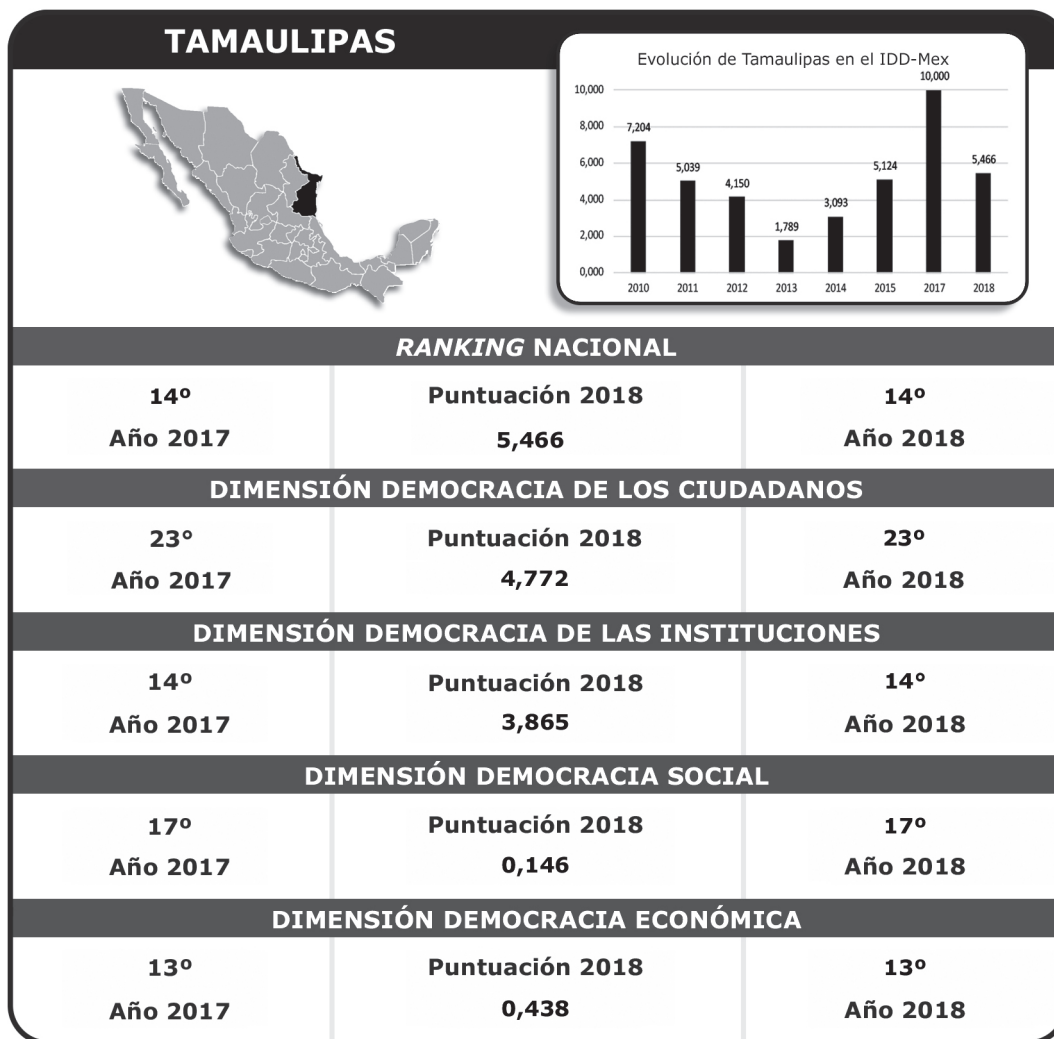 TAMAULIPAS
Evolución de Tamaulipas en el IDD-Mex
10,000
8,000
6,000
4,000
2,000
0,000
7,204
5,039
4,150
1,789
3,093
5,124
10,000
5,466
2010 2011 2012 2013 2014 2015 2017 2018
RANKING NACIONAL
14º Puntuación 2018 14º
Año 2017 5,466 Año 2018
DIMENSIÓN DEMOCRACIA DE LOS CIUDADANOS
23° Puntuación 2018 23º
Año 2017 4,772 Año 2018
DIMENSIÓN DEMOCRACIA DE LAS INSTITUCIONES
14º Puntuación 2018 14°
Año 2017 3,865 Año 2018
DIMENSIÓN DEMOCRACIA SOCIAL
17º Puntuación 2018 17º
Año 2017 0,146 Año 2018
DIMENSIÓN DEMOCRACIA ECONÓMICA
13º Puntuación 2018 13º
Año 2017 0,438 Año 2018